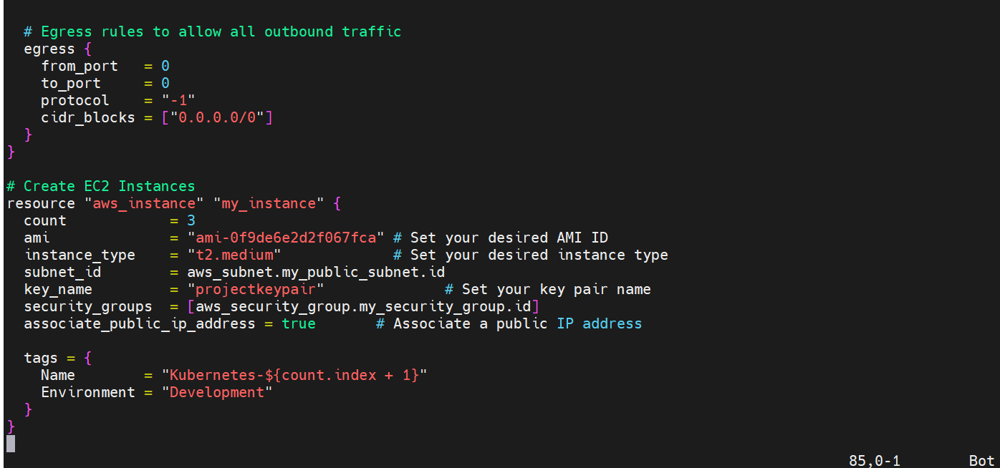 # Egress rules to allow all outbound traffic
egress {
from_port = 0
to_port = 0
protocol = "-1"
cidr_blocks = ["0.0.0.0/0"]
}
}
# Create EC2 Instances
resource "aws_instance" "my_instance" {
count = 3
ami = "ami-0f9de6e2d2f067fca" # Set your desired AMI ID
instance_type = "t2.medium" # Set your desired instance type
subnet_id = aws_subnet.my_public_subnet.id
key_name = "projectkeypair" # Set your key pair name
security_groups = [aws_security_group.my_security_group.id]
associate_public_ip_address = true # Associate a public IP address
tags = {
Name = "Kubernetes-${count.index + 1}"
Environment = "Development"
}
}
85,0-1 Bot